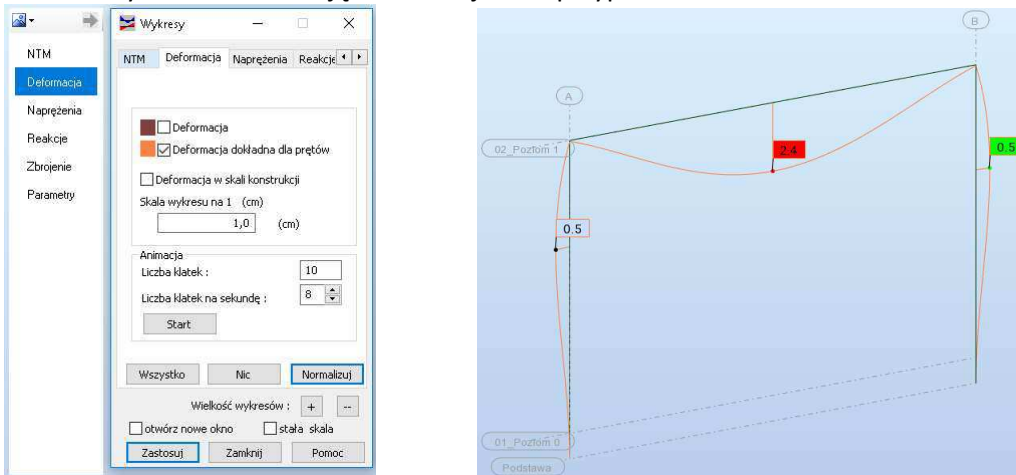 NTM
Deformacja
Naprężenia
Reakcje
Zbrojenie
Parametry
Wykresy
NTM Deformacja Naprężenia Reakcje
Deformacja
Deformacja dokładna dla prętów
Deformacja w skali konstrukcji
Skala wykresu na 1 (cm)
1,0 (cm)
Animacja
Liczba klatek : 10
Liczba klatek na sekundę : 8
Start
Wszystko Nic Normalizuj
Wielkość wykresów : + --
otwórz nowe okno stała skala
Zastosuj Zamknij Pomoc
B
A
02_Poziom 1
2.4
0.5
0.5
01_Poziom 0
Podstawa